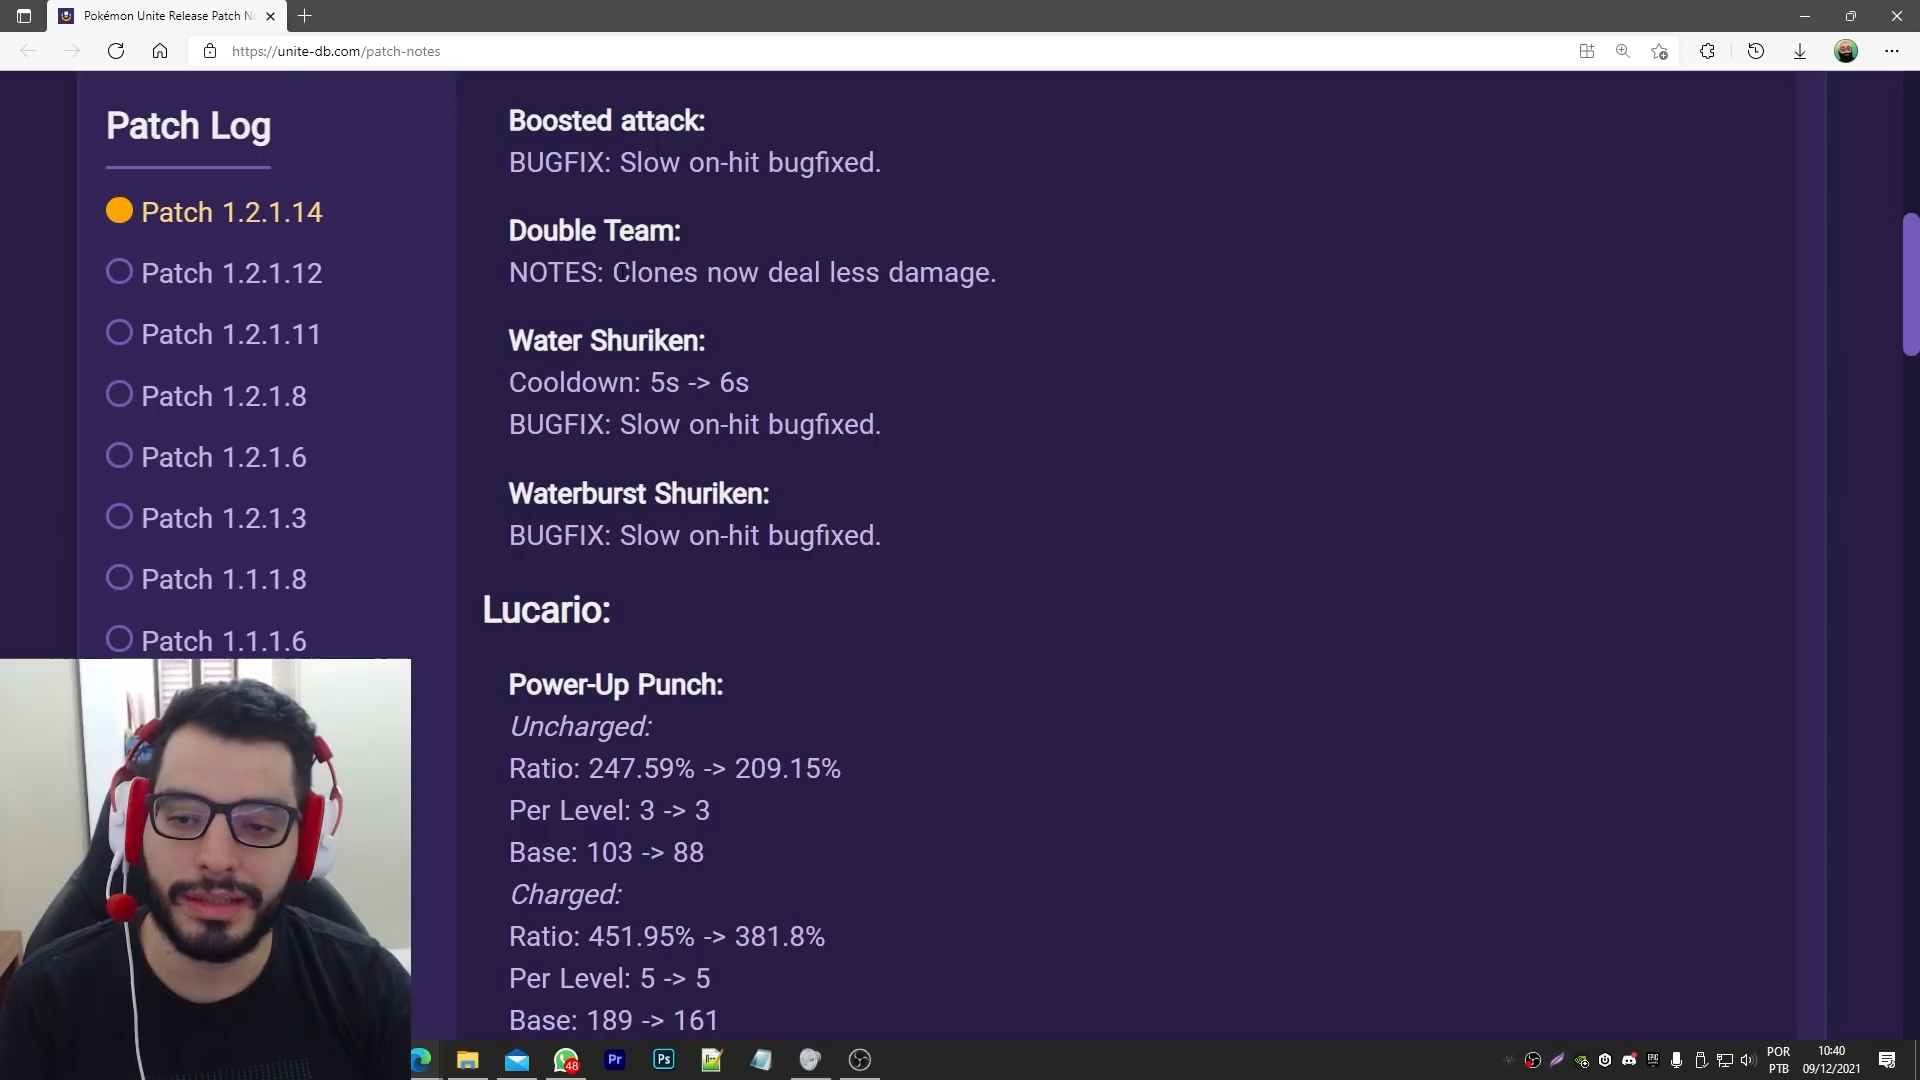 Pokémon Unite Release Patch No
https://unite-db.com/patch-notes
Patch Log
Patch 1.2.1.14
Patch 1.2.1.12
Patch 1.2.1.11
Patch 1.2.1.8
Patch 1.2.1.6
Patch 1.2.1.3
Patch 1.1.1.8
Patch 1.1.1.6
Boosted attack:
BUGFIX: Slow on-hit bugfixed.
Double Team:
NOTES: Clones now deal less damage.
Water Shuriken:
Cooldown: 5s -> 6s
BUGFIX: Slow on-hit bugfixed.
Waterburst Shuriken:
BUGFIX: Slow on-hit bugfixed.
Lucario:
Power-Up Punch:
Uncharged:
Ratio: 247.59% -> 209.15%
Per Level: 3 -> 3
Base: 103 -> 88
Charged:
Ratio: 451.95% -> 381.8%
Per Level: 5 -> 5
Base: 189 -> 161
48
Pr
Ps
EPIC
POR
PTB
10:40
09/12/2021